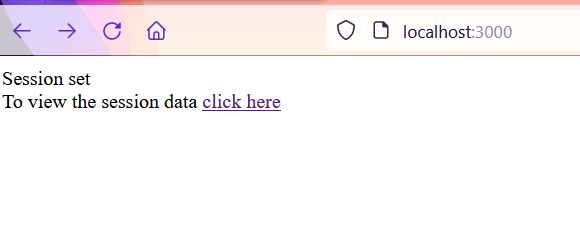 localhost:3000
Session set
To view the session data click here